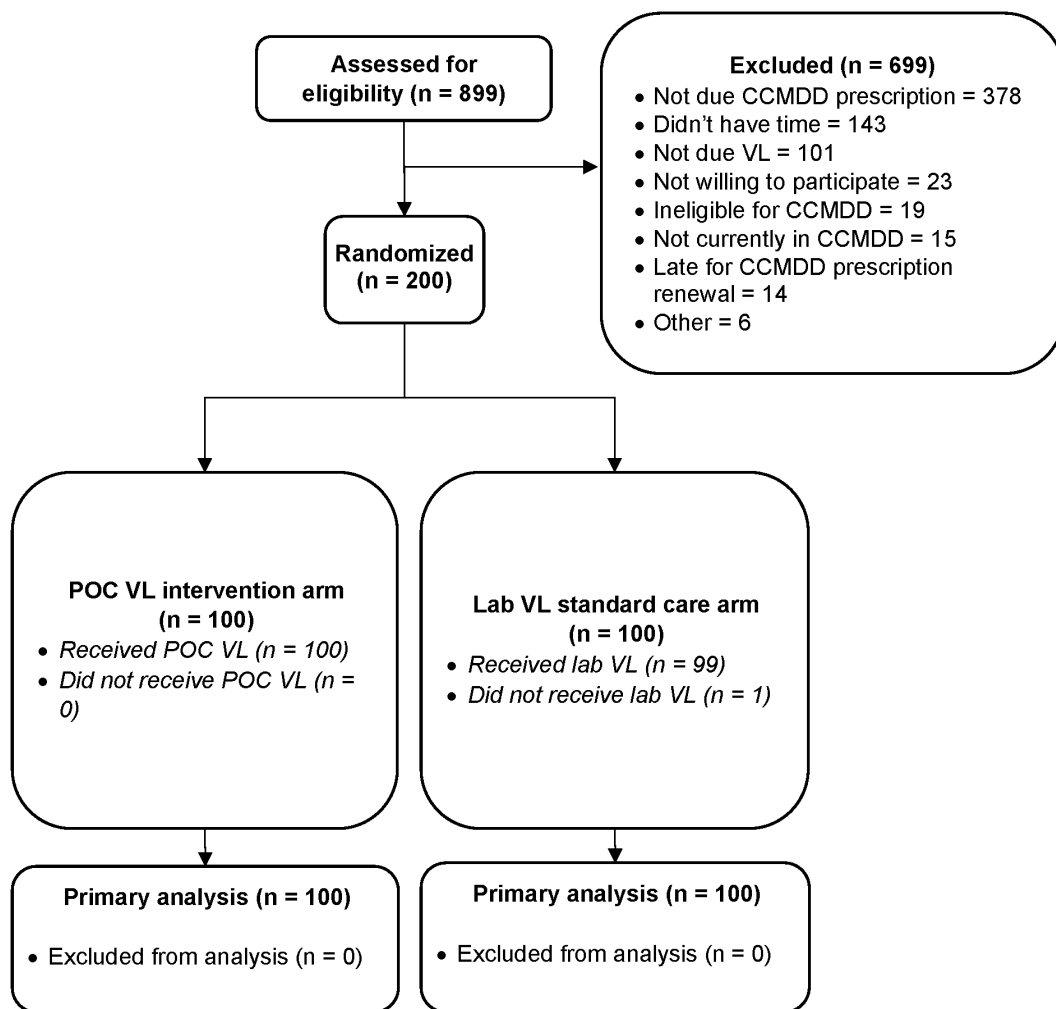 Assessed for
eligibility (n = 899)
Excluded (n = 699)
• Not due CCMDD prescription = 378
• Didn’t have time = 143
• Not due VL = 101
• Not willing to participate = 23
• Ineligible for CCMDD = 19
• Not currently in CCMDD = 15
• Late for CCMDD prescription
renewal = 14
• Other = 6
Randomized
(n = 200)
POC VL intervention arm
(n = 100)
• Received POC VL (n = 100)
• Did not receive POC VL (n =
0)
Lab VL standard care arm
(n = 100)
• Received lab VL (n = 99)
• Did not receive lab VL (n = 1)
Primary analysis (n = 100)
• Excluded from analysis (n = 0)
Primary analysis (n = 100)
• Excluded from analysis (n = 0)